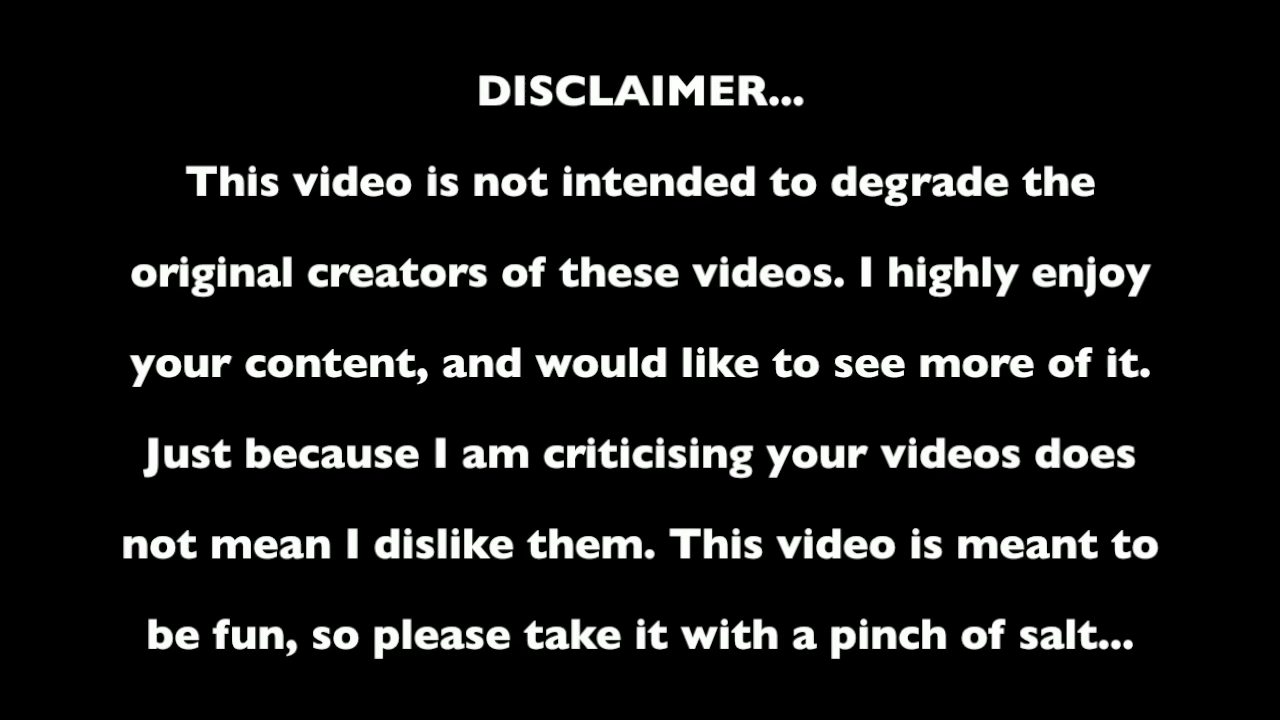 DISCLAIMER...
This video is not intended to degrade the
original creators of these videos. I highly enjoy
your content, and would like to see more of it.
Just because I am criticising your videos does
not mean I dislike them. This video is meant to
be fun, so please take it with a pinch of salt...